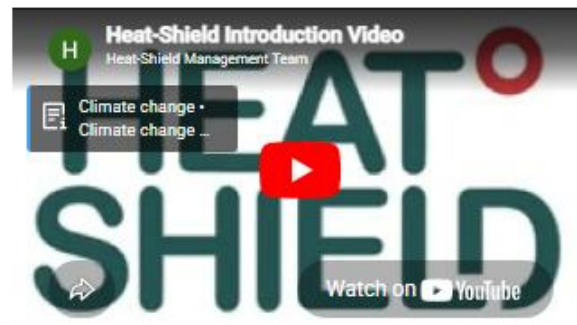 H
Heat-Shield Introduction Video
Heat-Shield Management Team
Climate change •
Climate change ...
HEAT
SHIELD
Watch on YouTube